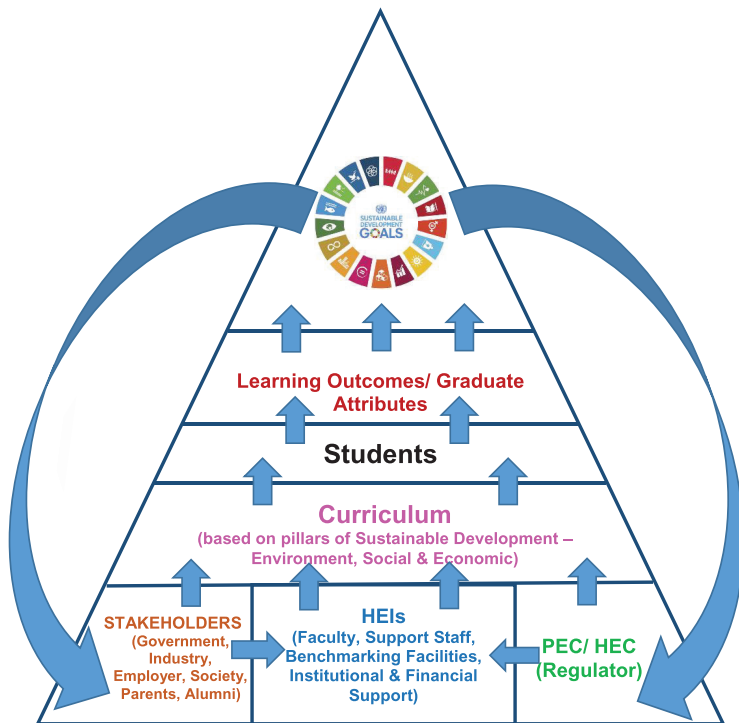 SUSTAINABLE
DEVELOPMENT
GOALS
Learning Outcomes/ Graduate
Attributes
Students
Curriculum
(based on pillars of Sustainable Development –
Environment, Social & Economic)
STAKEHOLDERS
(Government,
Industry,
Employer, Society,
Parents, Alumni)
HEIs
(Faculty, Support Staff,
Benchmarking Facilities,
Institutional & Financial
Support)
PEC/ HEC
(Regulator)